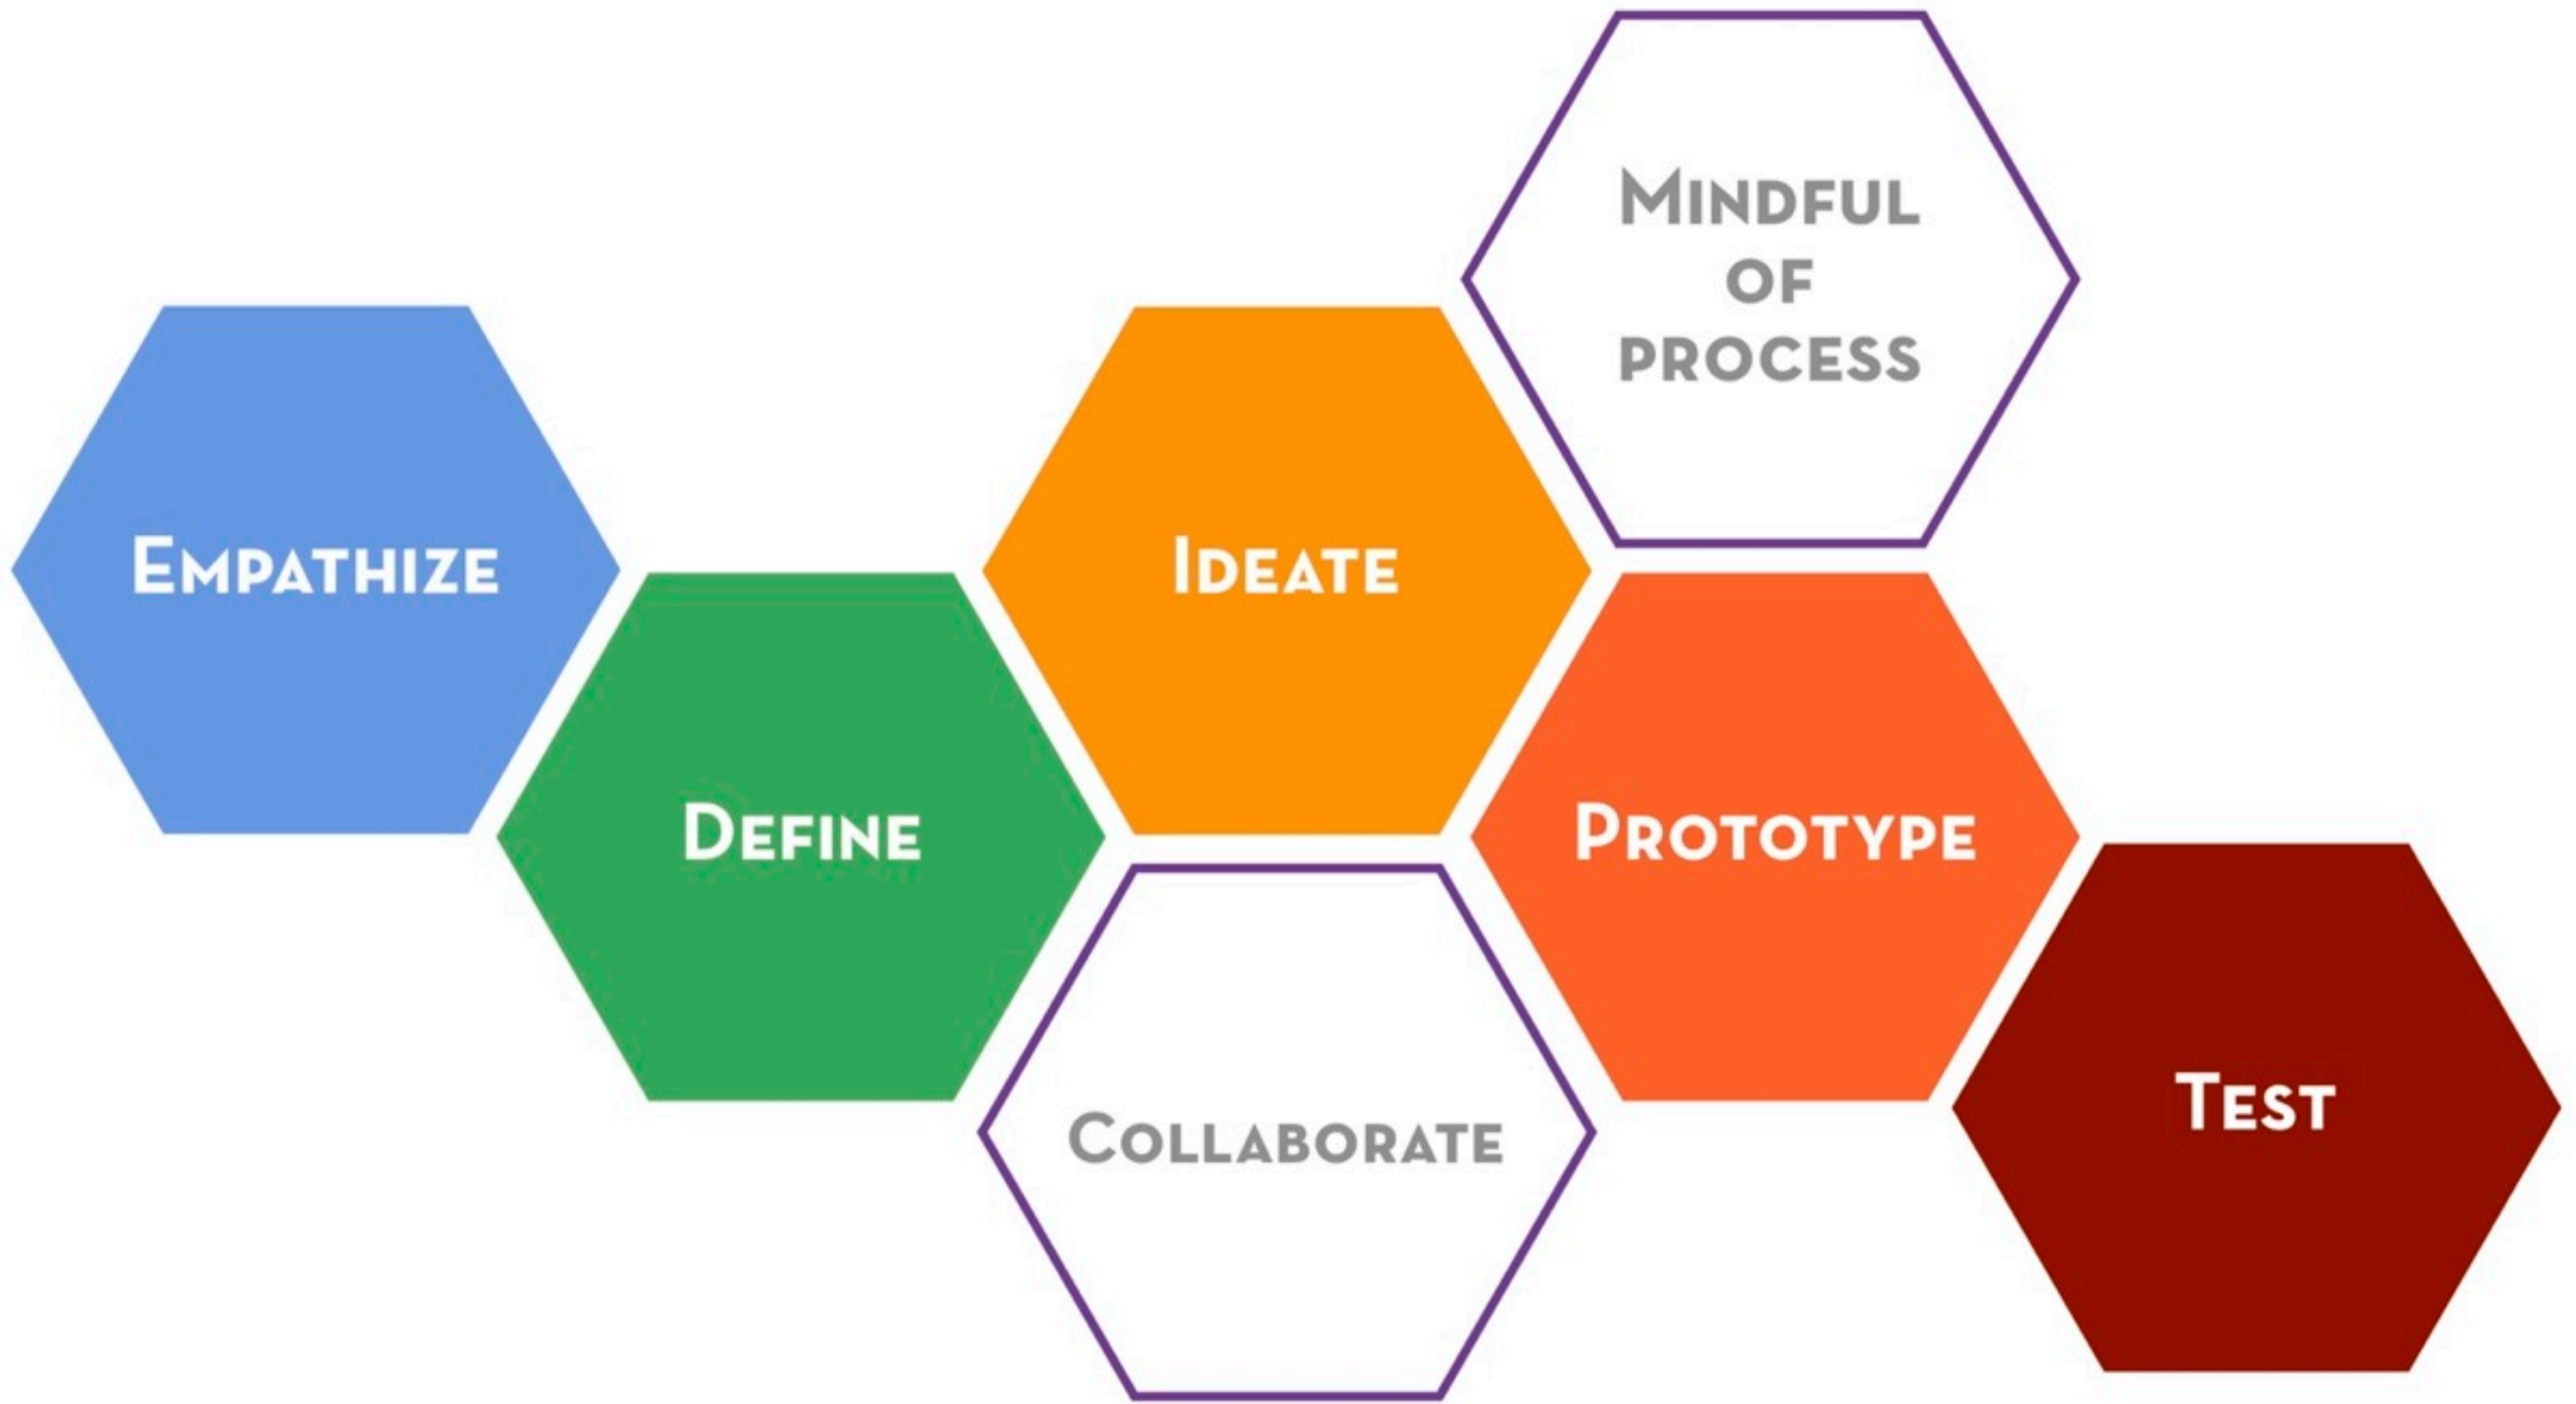 Empathize
Define
Ideate
Mindful
of
process
Prototype
Collaborate
Test